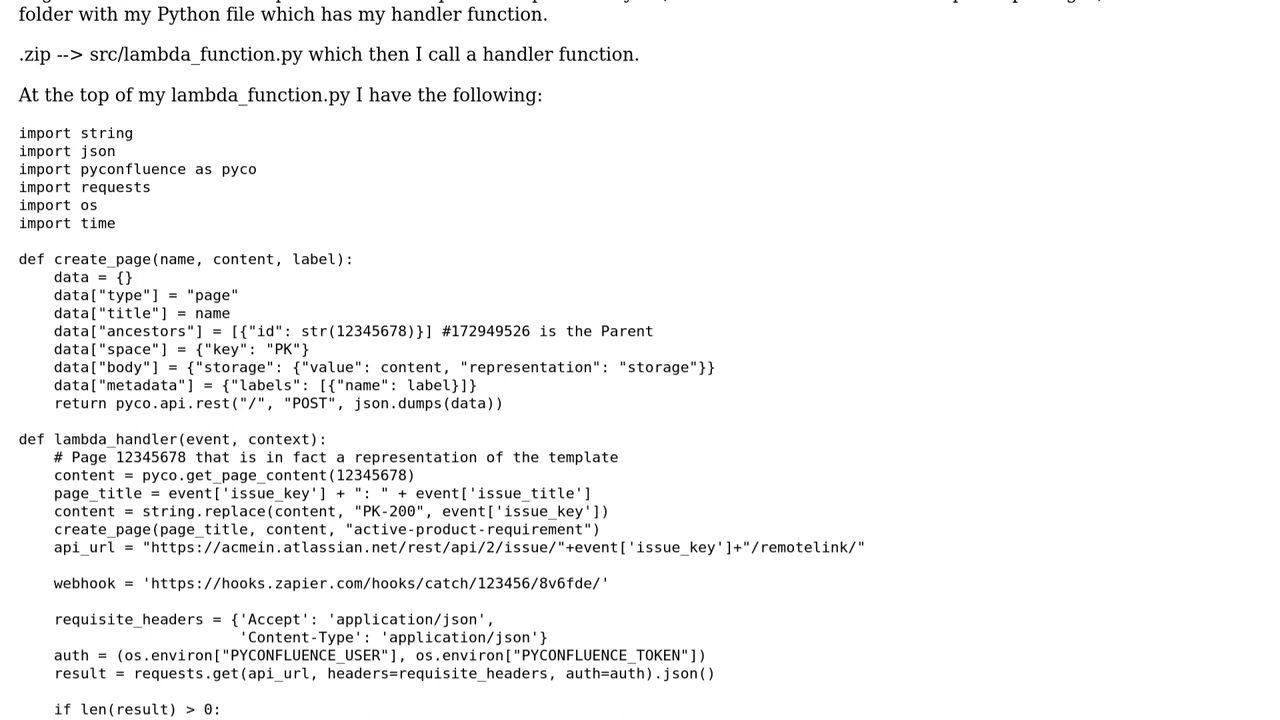 folder with my Python file which has my handler function.
.zip --> src/lambda_function.py which then I call a handler function.
At the top of my lambda_function.py I have the following:
import string
import json
import pyconfluence as pyco
import requests
import os
import time
def create_page(name, content, label):
    data = {}
    data["type"] = "page"
    data["title"] = name
    data["ancestors"] = [{"id": str(12345678)}] #172949526 is the Parent
    data["space"] = {"key": "PK"}
    data["body"] = {"storage": {"value": content, "representation": "storage"}}
    data["metadata"] = {"labels": [{"name": label}]}
    return pyco.api.rest("/", "POST", json.dumps(data))
def lambda_handler(event, context):
    # Page 12345678 that is in fact a representation of the template
    content = pyco.get_page_content(12345678)
    page_title = event['issue_key'] + ": " + event['issue_title']
    content = string.replace(content, "PK-200", event['issue_key'])
    create_page(page_title, content, "active-product-requirement")
    api_url = "https://acmein.atlassian.net/rest/api/2/issue/"+event['issue_key']+"/remotelink/"
    webhook = 'https://hooks.zapier.com/hooks/catch/123456/8v6fde/'
    requisite_headers = {'Accept': 'application/json',
                         'Content-Type': 'application/json'}
    auth = (os.environ["PYCONFLUENCE_USER"], os.environ["PYCONFLUENCE_TOKEN"])
    result = requests.get(api_url, headers=requisite_headers, auth=auth).json()
    if len(result) > 0: